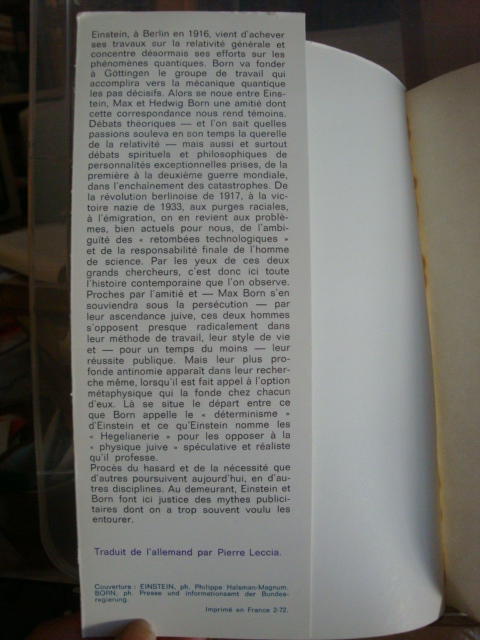 Einstein, à Berlin en 1916, vient d'achever
ses travaux sur la relativité générale et
concentre désormais ses efforts sur les
phénomènes quantiques. Born va fonder
à Göttingen le groupe de travail qui
accomplira vers la mécanique quantique
les pas décisifs. Alors se noue entre Eins-
tein, Max et Hedwig Born une amitié dont
cette correspondance nous rend témoins.
Débats théoriques — et l'on sait quelles
passions souleva en son temps la querelle
de la relativité — mais aussi et surtout
débats spirituels et philosophiques de
personnalités exceptionnelles prises, de la
première à la deuxième guerre mondiale,
dans l'enchaînement des catastrophes. De
la révolution berlinoise de 1917, à la vic-
toire nazie de 1933, aux purges raciales,
à l'émigration, on en revient aux problè-
mes, bien actuels pour nous, de l'ambi-
guïté des « retombées technologiques »
et de la responsabilité finale de l'homme
de science. Par les yeux de ces deux
grands chercheurs, c'est donc ici toute
l'histoire contemporaine que l'on observe.
Proches par l'amitié et — Max Born s'en
souviendra sous la persécution — par
leur ascendance juive, ces deux hommes
s'opposent presque radicalement dans
leur méthode de travail, leur style de vie
et — pour un temps du moins — leur
réussite publique. Mais leur plus pro-
fonde antinomie apparaît dans leur recher-
che même, lorsqu'il est fait appel à l'option
métaphysique qui la fonde chez chacun
d'eux. Là se situe le départ entre ce
que Born appelle le « déterminisme »
d'Einstein et ce qu'Einstein nomme les
« Hegelianerie » pour les opposer à la
« physique juive » spéculative et réaliste
qu'il professe.
Procès du hasard et de la nécessité que
d'autres poursuivent aujourd'hui, en d'au-
tres disciplines. Au demeurant, Einstein et
Born font ici justice des mythes publici-
taires dont on a trop souvent voulu les
entourer.
Traduit de l'allemand par Pierre Leccia.
Couverture : EINSTEIN, ph. Philippe Halsman-Magnum.
BORN, ph. Presse und Informationsamt der Bundes-
regierung.
Imprimé en France 2-72.